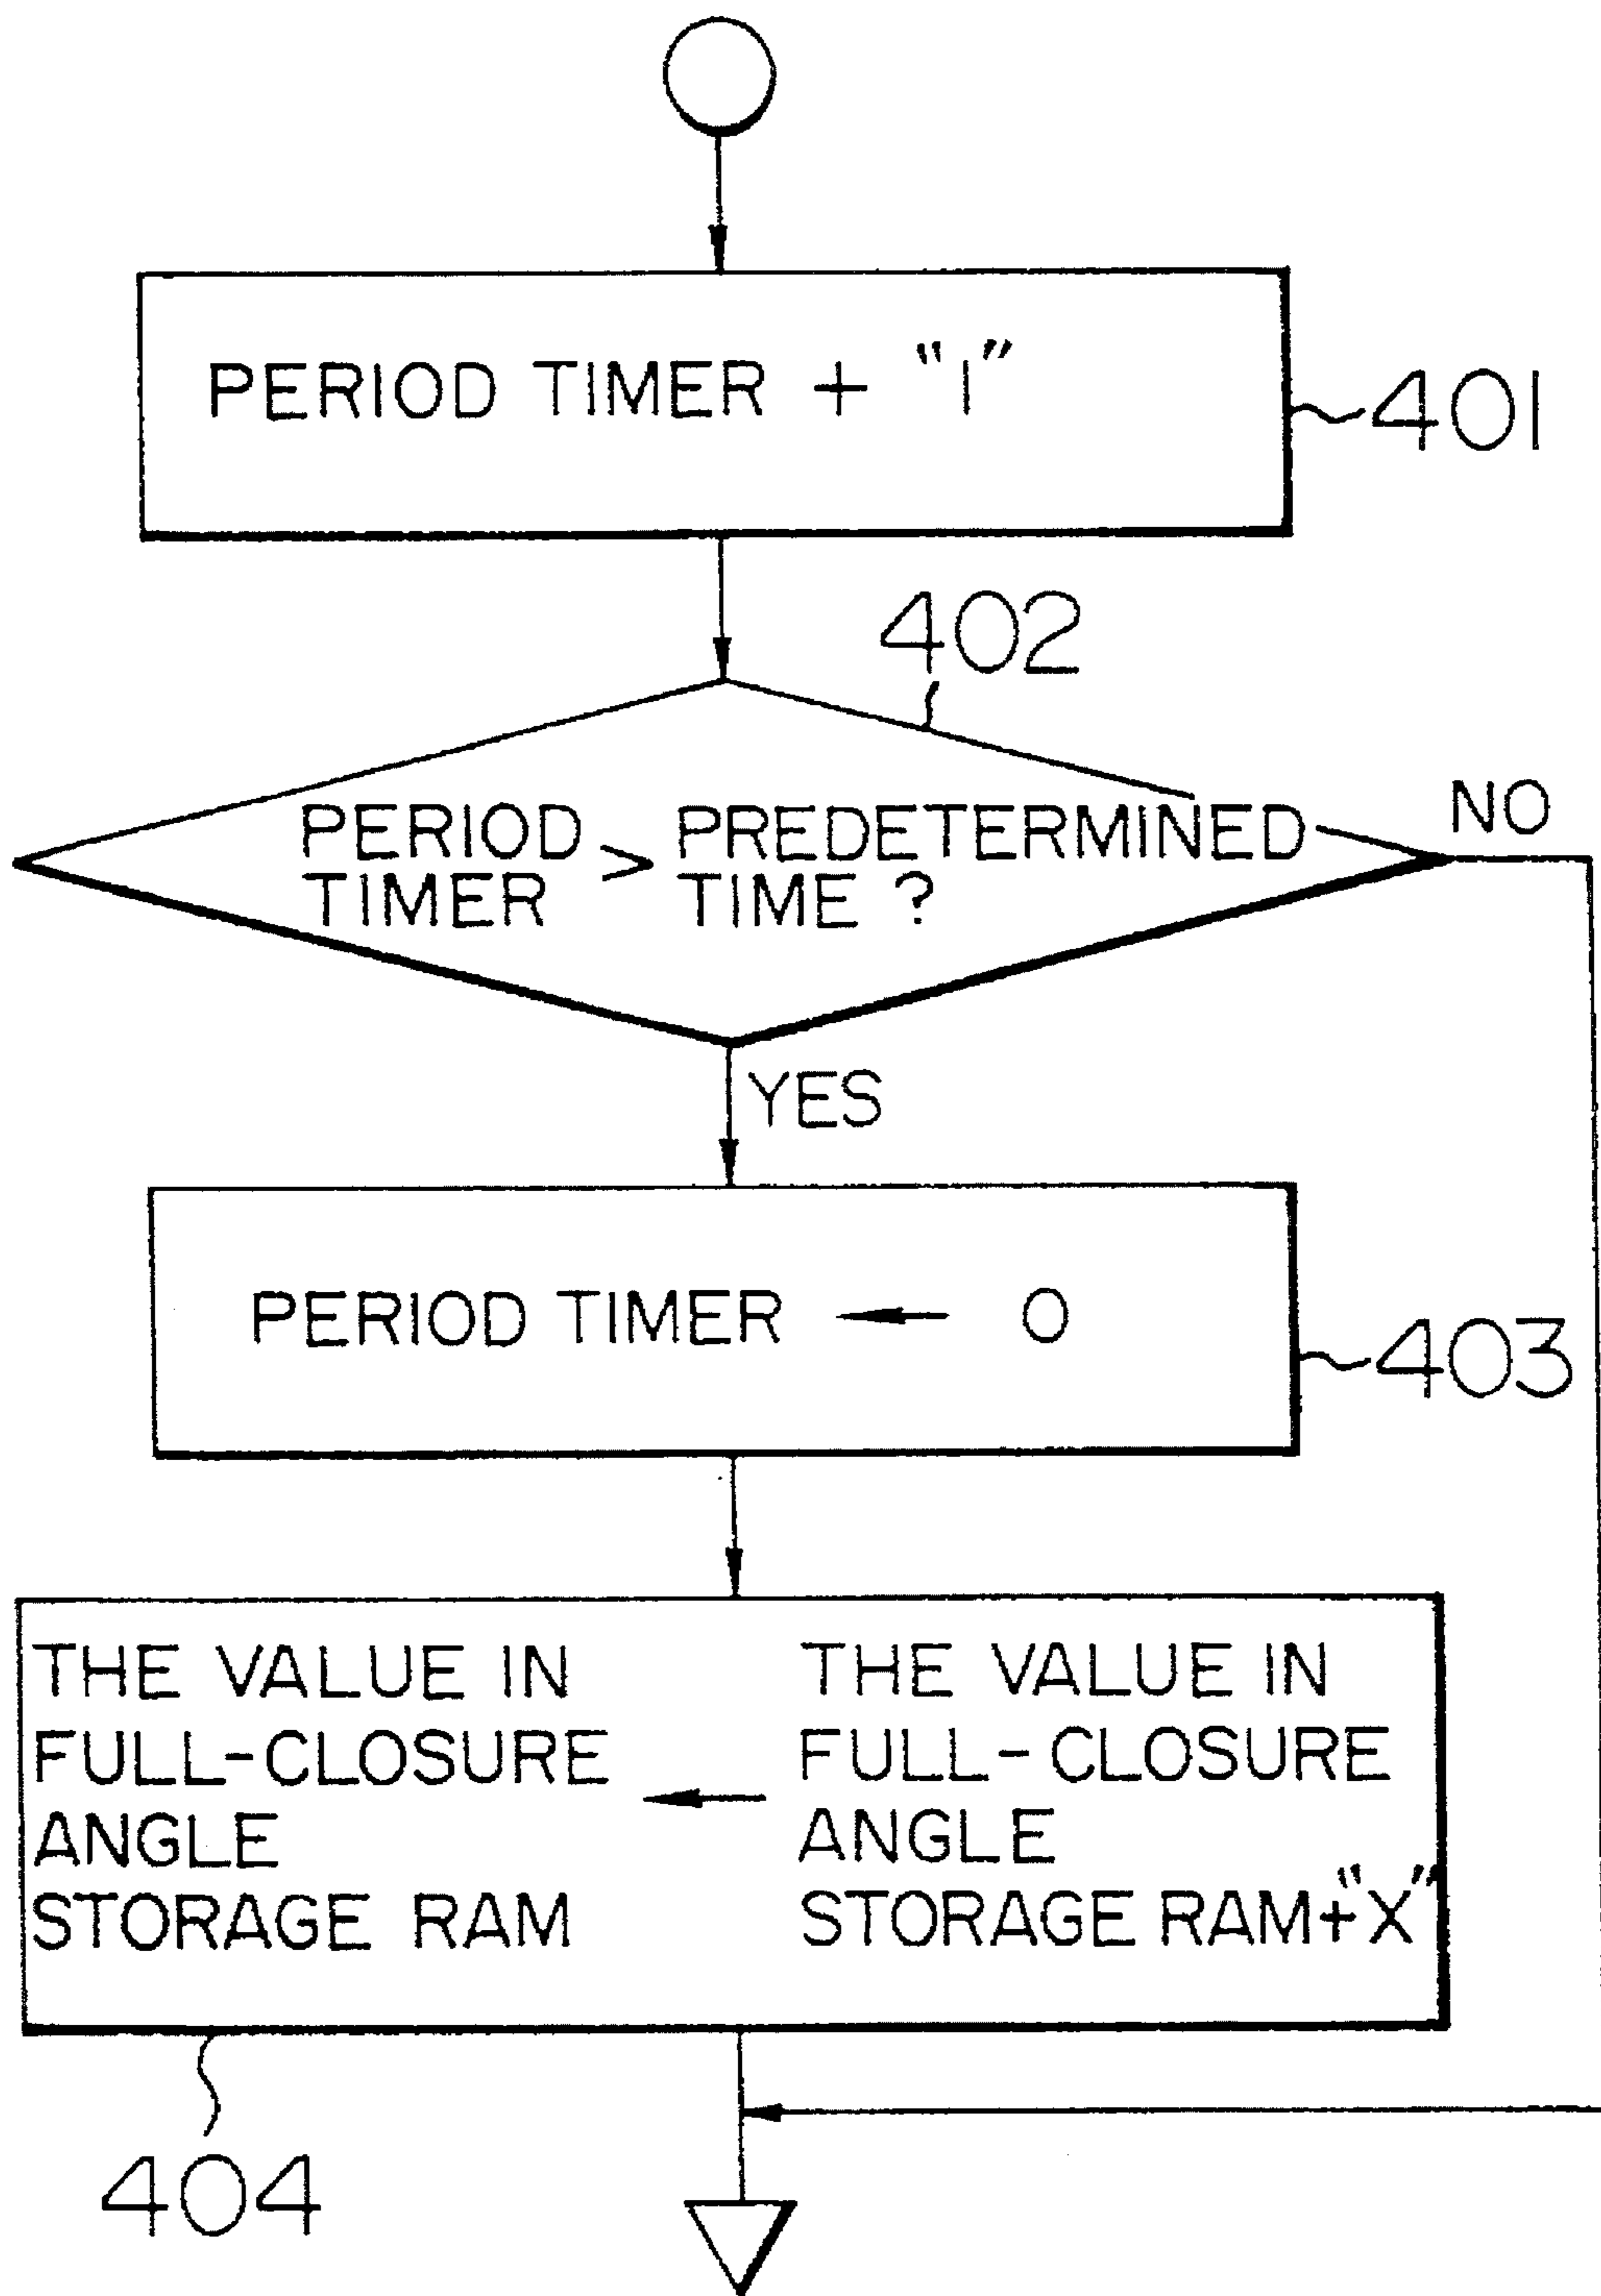 PERIOD TIMER + "1"
401
402
PERIOD TIMER > PREDETERMINED TIME ?
NO
YES
PERIOD TIMER ← 0
403
THE VALUE IN
FULL-CLOSURE
ANGLE
STORAGE RAM
←
THE VALUE IN
FULL-CLOSURE
ANGLE
STORAGE RAM+"X"
404